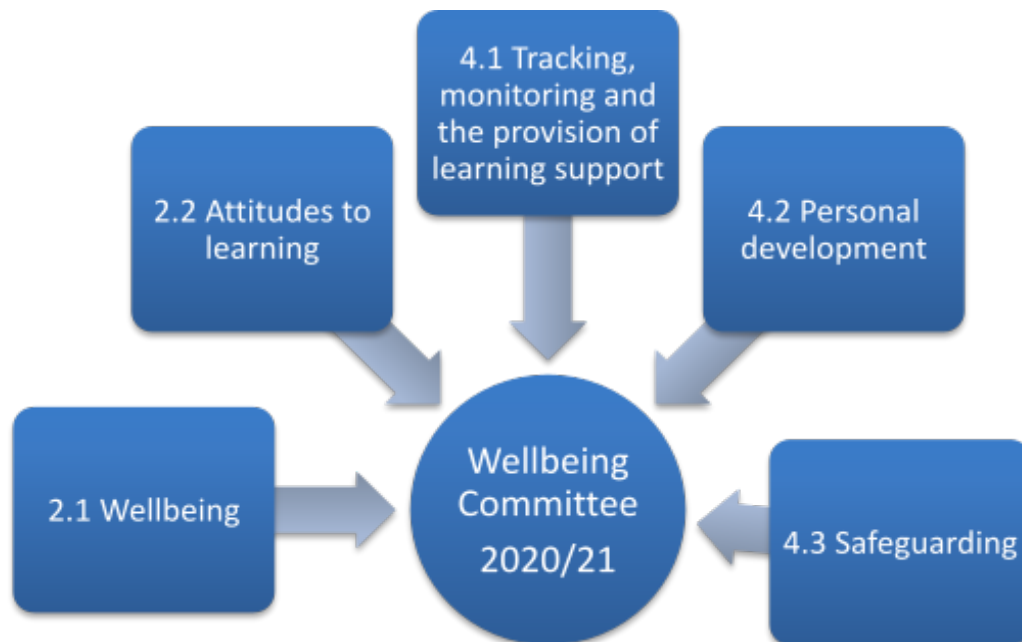 4.1 Tracking,
monitoring and
the provision of
learning support
2.2 Attitudes to
learning
4.2 Personal
development
2.1 Wellbeing
Wellbeing
Committee
2020/21
4.3 Safeguarding